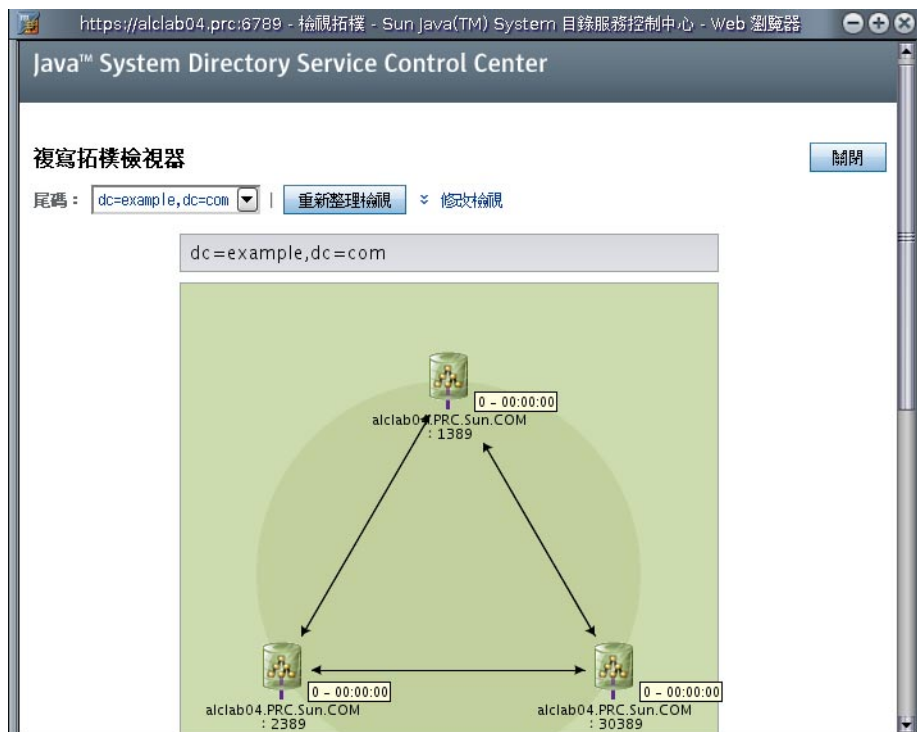 https://alclab04.prc:6789 - 檢視拓樸 - Sun Java(TM) System 目錄服務控制中心 - Web 瀏覽器
Java™ System Directory Service Control Center
複寫拓樸檢視器
關閉
尾碼： dc=example,dc=com | 重新整理檢視 修改檢視
dc=example,dc=com
0 - 00:00:00
alclab04.PRC.Sun.COM
: 1389
0 - 00:00:00
alclab04.PRC.Sun.COM
: 2389
0 - 00:00:00
alclab04.PRC.Sun.COM
: 30389